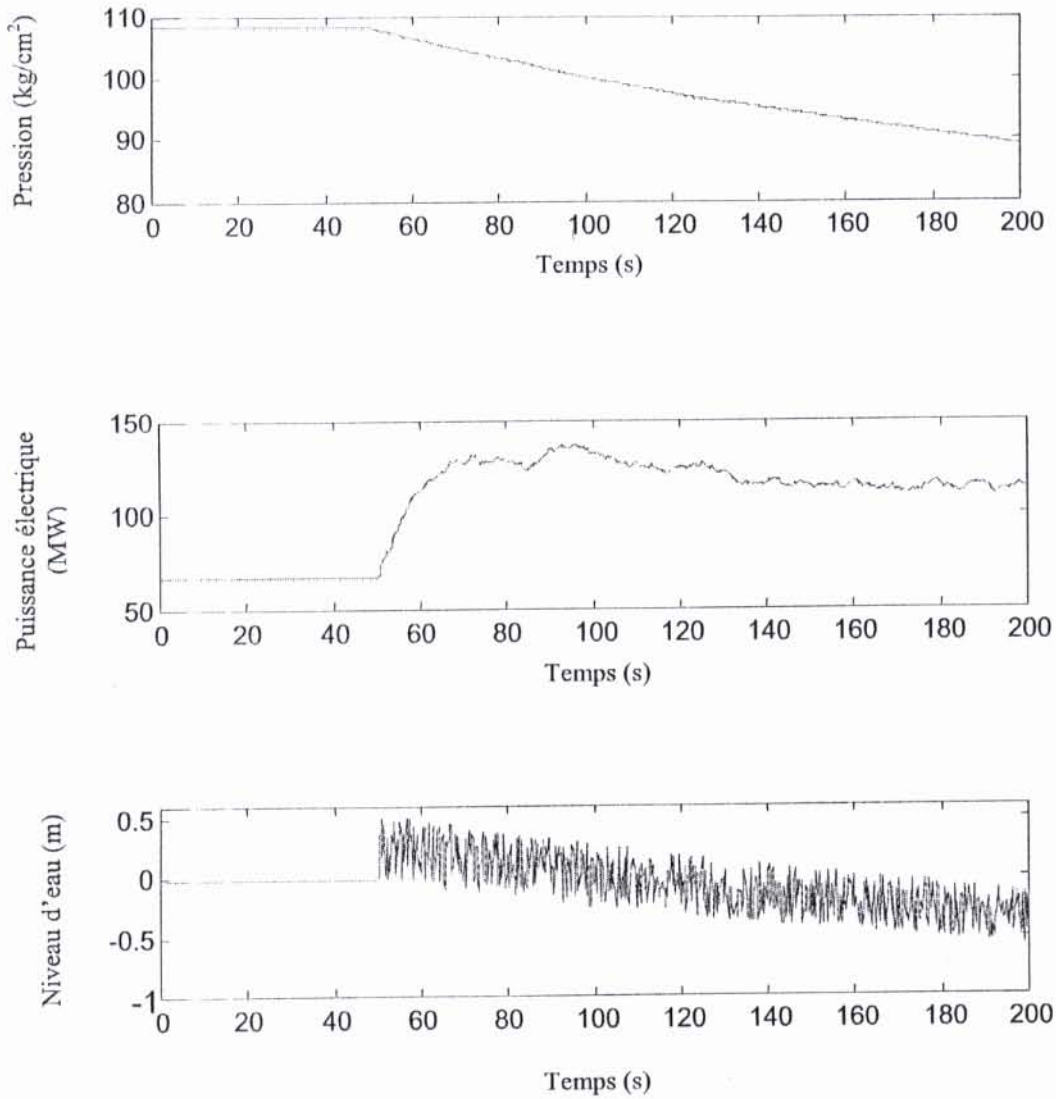 Pression (kg/cm²)
110
100
90
80
0 20 40 60 80 100 120 140 160 180 200
Temps (s)
Puissance électrique
(MW)
150
100
50
0 20 40 60 80 100 120 140 160 180 200
Temps (s)
Niveau d'eau (m)
0.5
0
-0.5
-1
0 20 40 60 80 100 120 140 160 180 200
Temps (s)